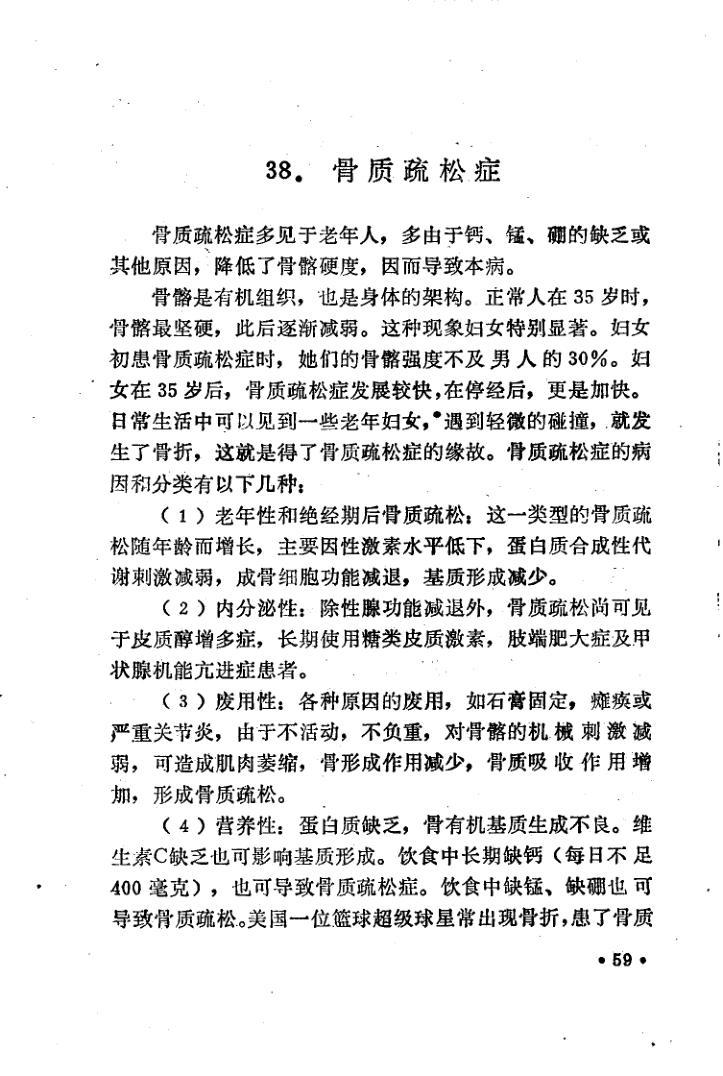 38. 骨质疏松症
骨质疏松症多见于老年人，多由于钙、锰、硼的缺乏或
其他原因，降低了骨髂硬度，因而导致本病。
骨髂是有机组织，也是身体的架构。正常人在 35 岁时，
骨髂最坚硬，此后逐渐减弱。这种现象妇女特别显著。妇女
初患骨质疏松症时，她们的骨髂强度不及男人的30%。妇
女在 35 岁后，骨质疏松症发展较快，在停经后，更是加快。
日常生活中可以见到一些老年妇女，遇到轻微的碰撞，就发
生了骨折，这就是得了骨质疏松症的缘故。骨质疏松症的病
因和分类有以下几种：
（1）老年性和绝经期后骨质疏松：这一类型的骨质疏
松随年龄而增长，主要因性激素水平低下，蛋白质合成性代
谢刺激减弱，成骨细胞功能减退，基质形成减少。
（2）内分泌性：除性腺功能减退外，骨质疏松尚可见
于皮质醇增多症，长期使用糖类皮质激素，肢端肥大症及甲
状腺机能亢进症患者。
（3）废用性：各种原因的废用，如石膏固定，瘫痪或
严重关节炎，由于不活动，不负重，对骨髂的机械刺激减
弱，可造成肌肉萎缩，骨形成作用减少，骨质吸收作用增
加，形成骨质疏松。
（4）营养性：蛋白质缺乏，骨有机基质生成不良。维
生素C缺乏也可影响基质形成。饮食中长期缺钙（每日不足
400 毫克），也可导致骨质疏松症。饮食中缺锰、缺硼也可
导致骨质疏松。美国一位篮球超级球星常出现骨折，患了骨质
•59•